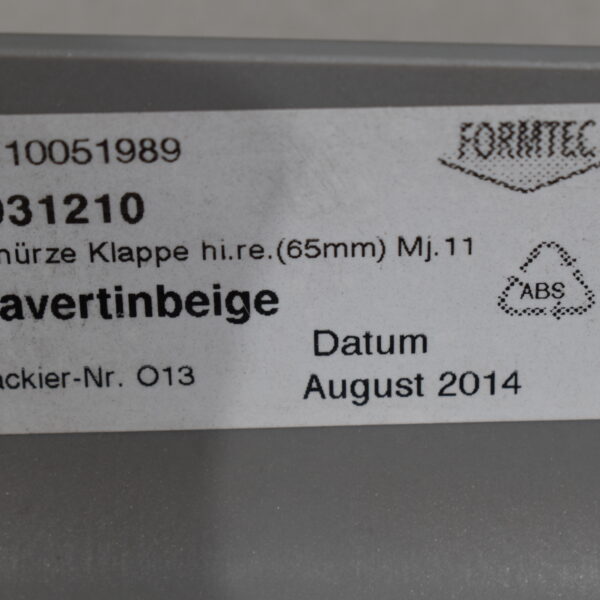 10051989
FORMTEC
031210
hürze Klappe hi.re.(65mm) Mj.11
avertinbeige
ABS
Datum
ackier-Nr. O13
August 2014